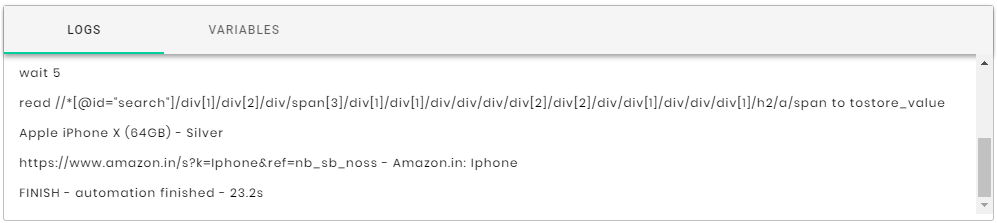 LOGS VARIABLES
wait 5
read //*[@id="search"]/div[1]/div[2]/div/span[3]/div[1]/div[1]/div/div/div/div[2]/div[2]/div/div[1]/div/div/div[1]/h2/a/span to tostore_value
Apple iPhone X (64GB) - Silver
https://www.amazon.in/s?k=Iphone&ref=nb_sb_noss - Amazon.in: Iphone
FINISH - automation finished - 23.2s